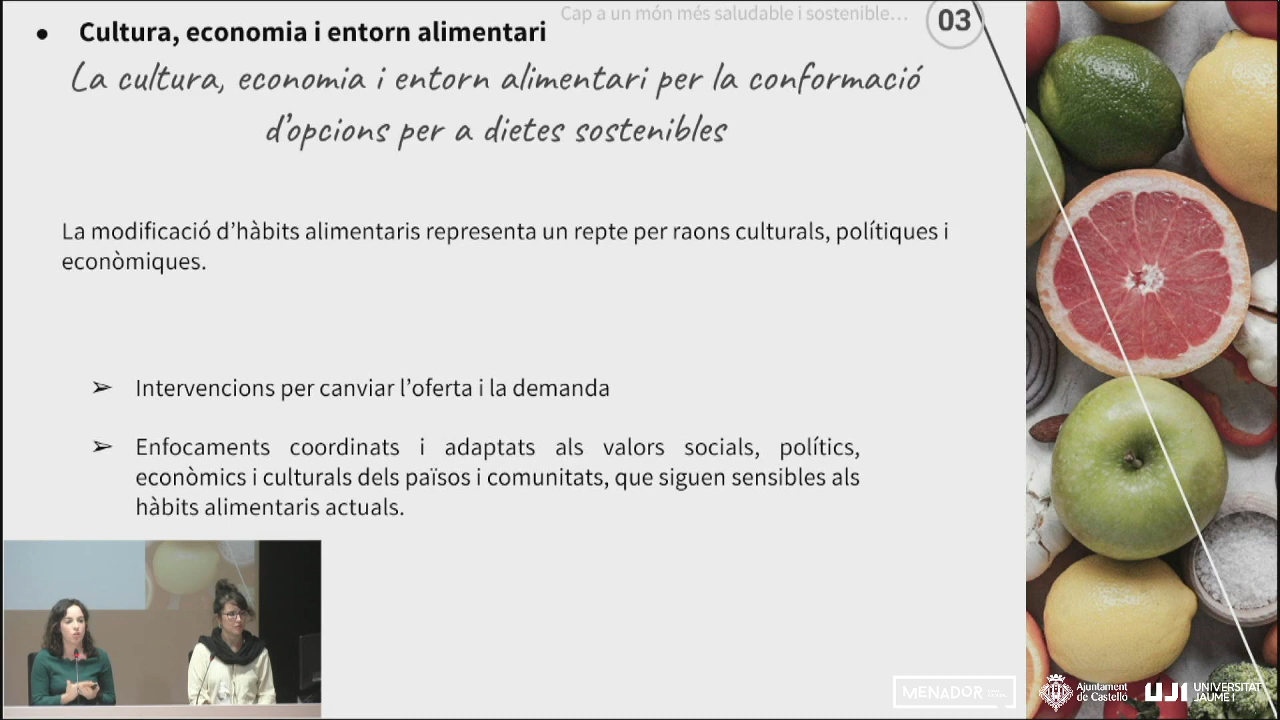 Cap a un món més saludable i sostenible...
03
● Cultura, economia i entorn alimentari
La cultura, economia i entorn alimentari per la conformació
d'opcions per a dietes sostenibles
La modificació d'hàbits alimentaris representa un repte per raons culturals, polítiques i
econòmiques.
➢ Intervencions per canviar l'oferta i la demanda
➢ Enfocaments coordinats i adaptats als valors socials, polítics,
econòmics i culturals dels països i comunitats, que siguen sensibles als
hàbits alimentaris actuals.
MENADOR
Ajuntament
de Castelló
UJI UNIVERSITAT
JAUME I